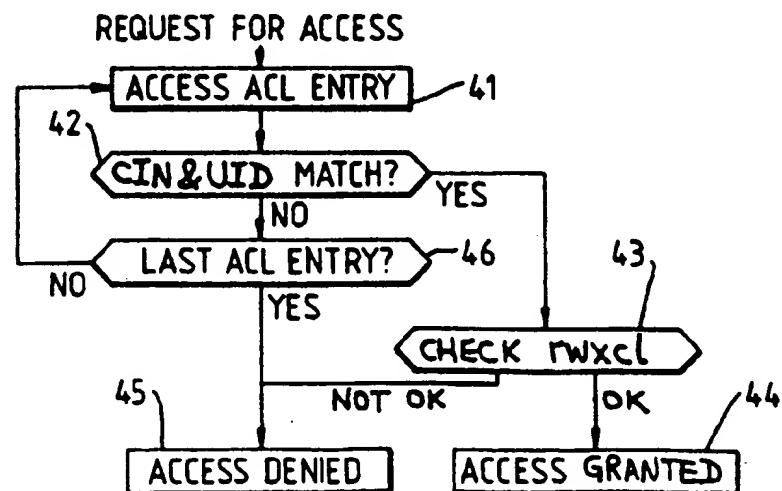 REQUEST FOR ACCESS
ACCESS ACL ENTRY
41
42
CIN & UID MATCH?
YES
NO
LAST ACL ENTRY?
46
NO
YES
43
CHECK rwxcl
NOT OK
OK
45
44
ACCESS DENIED
ACCESS GRANTED